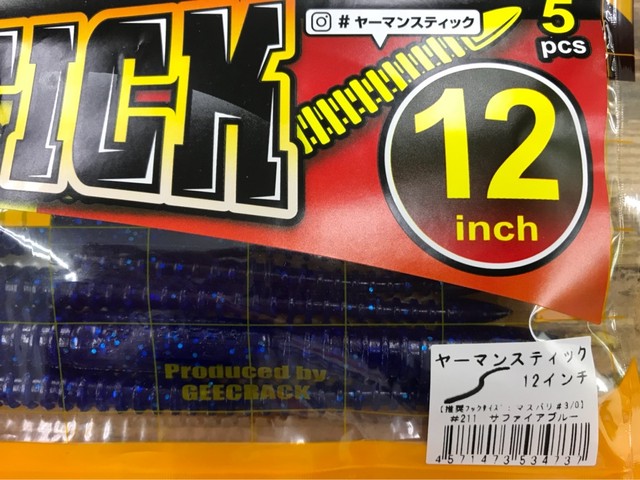 # ヤーマンスティック
5
pcs
TICK
12
inch
Produced by
GEECRACK
ヤーマンスティック
12インチ
【推奨フックサイズ:マスバリ#3/0】
#211 サファイアブルー
4571473534737